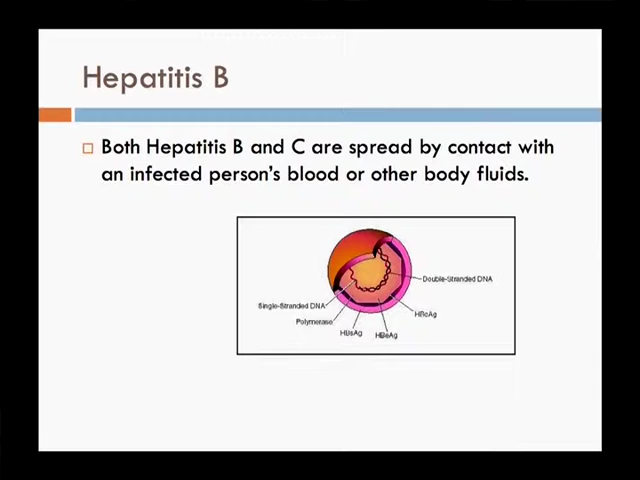 Hepatitis B
Both Hepatitis B and C are spread by contact with
an infected person's blood or other body fluids.
Double-Stranded DNA
Single-Stranded DNA
Polymerase
HBcAg
HBsAg
HBeAg